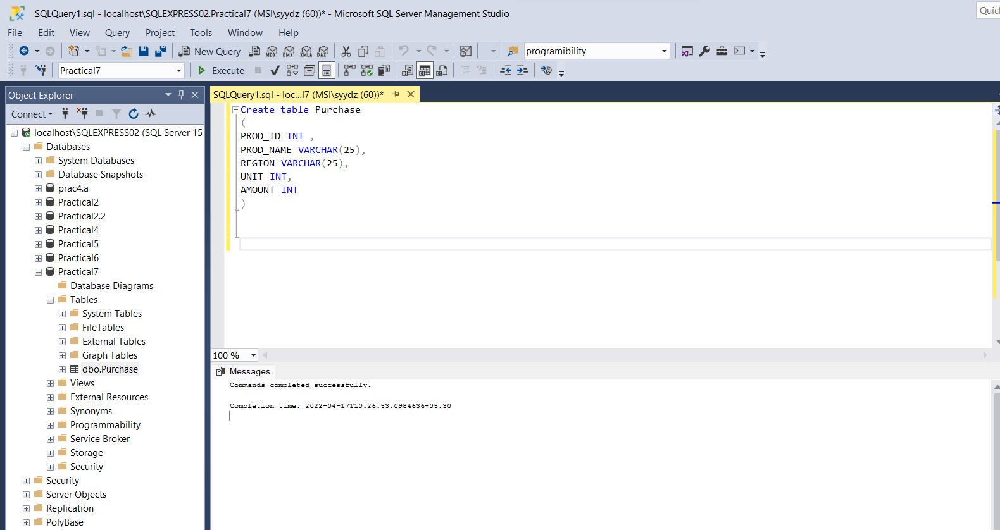 SQLQuery1.sql - localhost\SQLEXPRESS02.Practical7 (MSI\syydz (60))* - Microsoft SQL Server Management Studio
File Edit View Query Project Tools Window Help
New Query MDX DMX XMLA DAX programibility
Practical7 Execute
Object Explorer
Connect
localhost\SQLEXPRESS02 (SQL Server 15
Databases
System Databases
Database Snapshots
prac4.a
Practical2
Practical2.2
Practical4
Practical5
Practical6
Practical7
Database Diagrams
Tables
System Tables
FileTables
External Tables
Graph Tables
dbo.Purchase
Views
External Resources
Synonyms
Programmability
Service Broker
Storage
Security
Security
Server Objects
Replication
PolyBase
SQLQuery1.sql - loc...l7 (MSI\syydz (60))*
Create table Purchase
(
PROD_ID INT ,
PROD_NAME VARCHAR(25),
REGION VARCHAR(25),
UNIT INT,
AMOUNT INT
)
100 %
Messages
Commands completed successfully.
Completion time: 2022-04-17T10:26:53.0984636+05:30